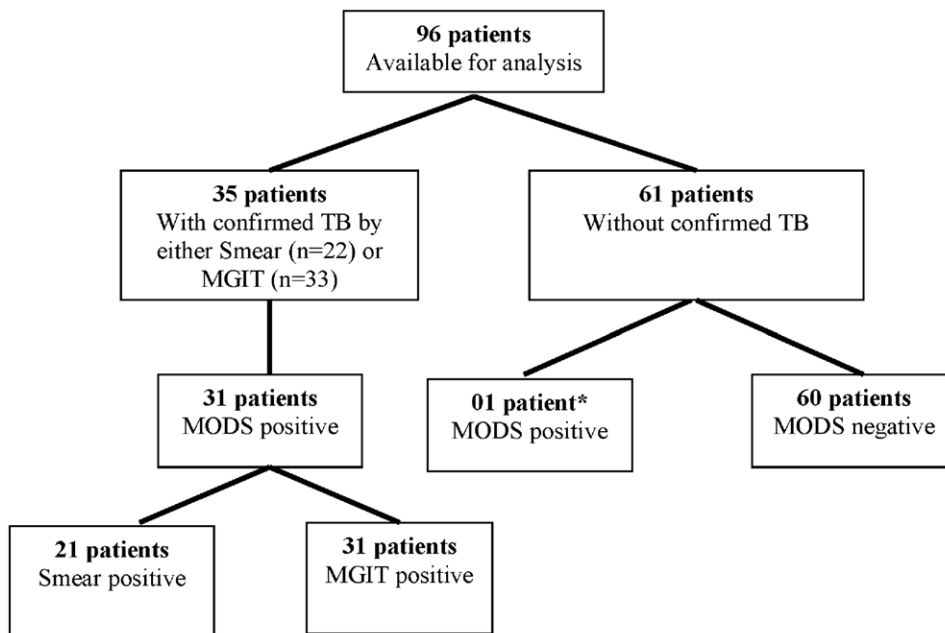 96 patients
Available for analysis
35 patients
With confirmed TB by
either Smear (n=22) or
MGIT (n=33)
61 patients
Without confirmed TB
31 patients
MODS positive
01 patient*
MODS positive
60 patients
MODS negative
21 patients
Smear positive
31 patients
MGIT positive